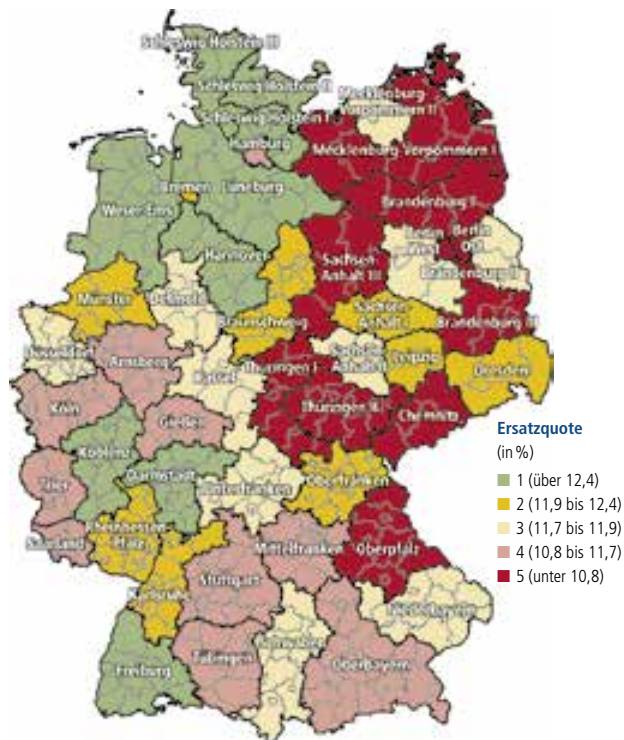 Schleswig Holstein III
Schleswig Holstein II
Schleswig Holstein I
Mecklenburg-
Vorpommern II
Hamburg
Mecklenburg-Vorpommern I
Bremen
Lüneburg
Weser-Ems
Brandenburg I
Hannover
Berlin
West
Berlin
Ost
Sachsen-
Anhalt III
Brandenburg II
Münster
Detmold
Braunschweig
Sachsen-
Anhalt I
Brandenburg III
Düsseldorf
Arnsberg
Kassel
Thüringen I
Sachsen-
Anhalt II
Leipzig
Dresden
Köln
Gießen
Thüringen II
Chemnitz
Koblenz
Trier
Darmstadt
Unterfranken
Oberfranken
Saarland
Rheinhessen-
Pfalz
Mittelfranken
Oberpfalz
Karlsruhe
Stuttgart
Niederbayern
Freiburg
Tübingen
Schwaben
Oberbayern
Ersatzquote
(in %)
1 (über 12,4)
2 (11,9 bis 12,4)
3 (11,7 bis 11,9)
4 (10,8 bis 11,7)
5 (unter 10,8)